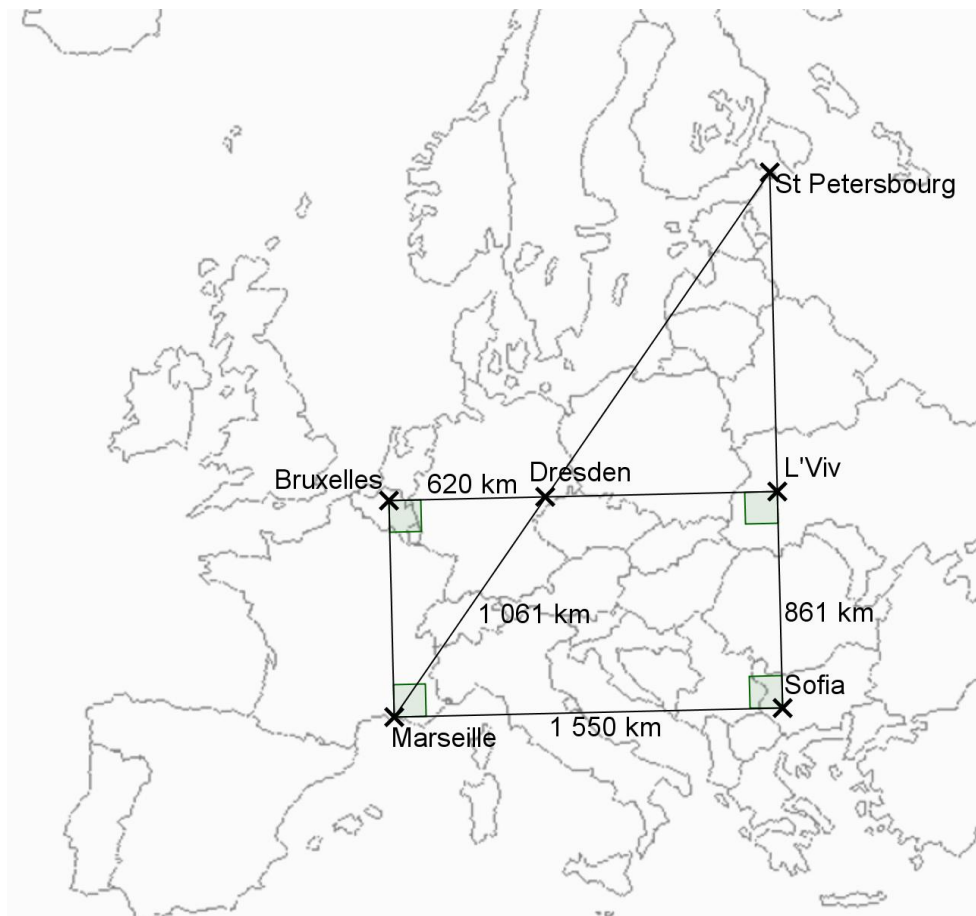 St Petersbourg
L'Viv
Dresden
Bruxelles
620 km
1 061 km
861 km
Sofia
1 550 km
Marseille